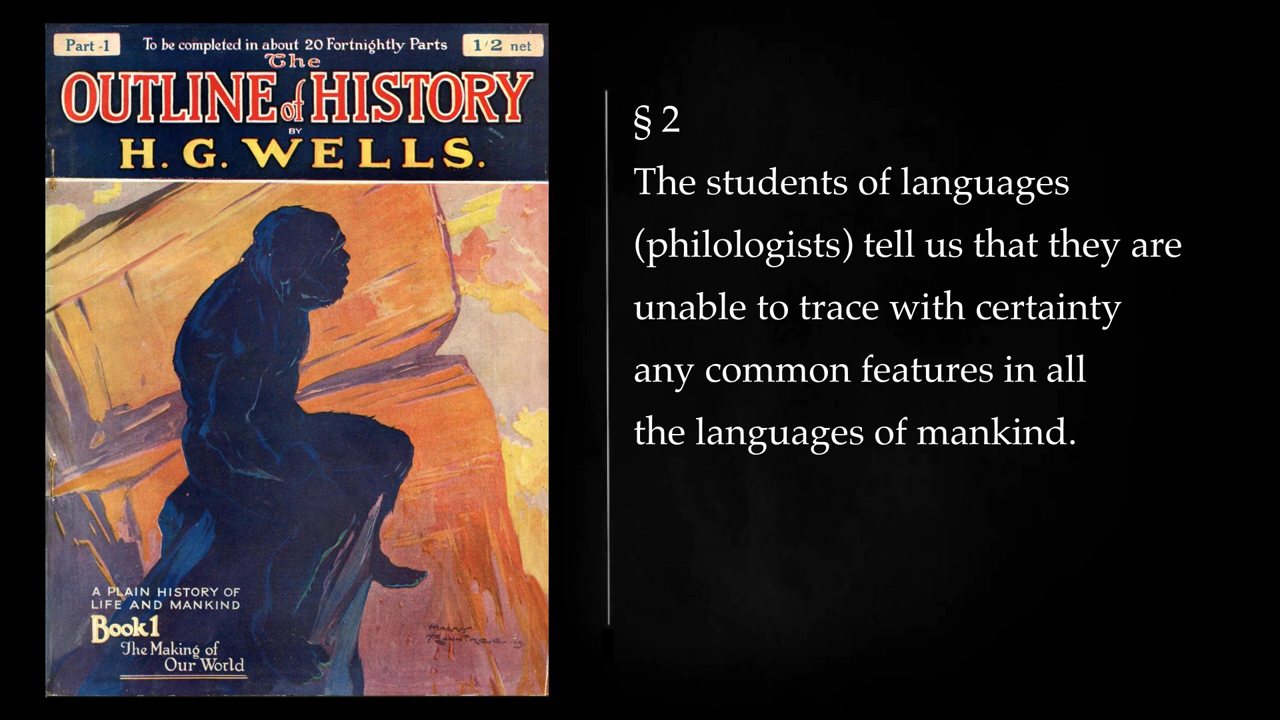 Part -1
To be completed in about 20 Fortnightly Parts
1/2 net
The
OUTLINE of HISTORY
BY
H. G. WELLS.
A PLAIN HISTORY OF
LIFE AND MANKIND
Book 1
The Making of
Our World
§ 2
The students of languages
(philologists) tell us that they are
unable to trace with certainty
any common features in all
the languages of mankind.